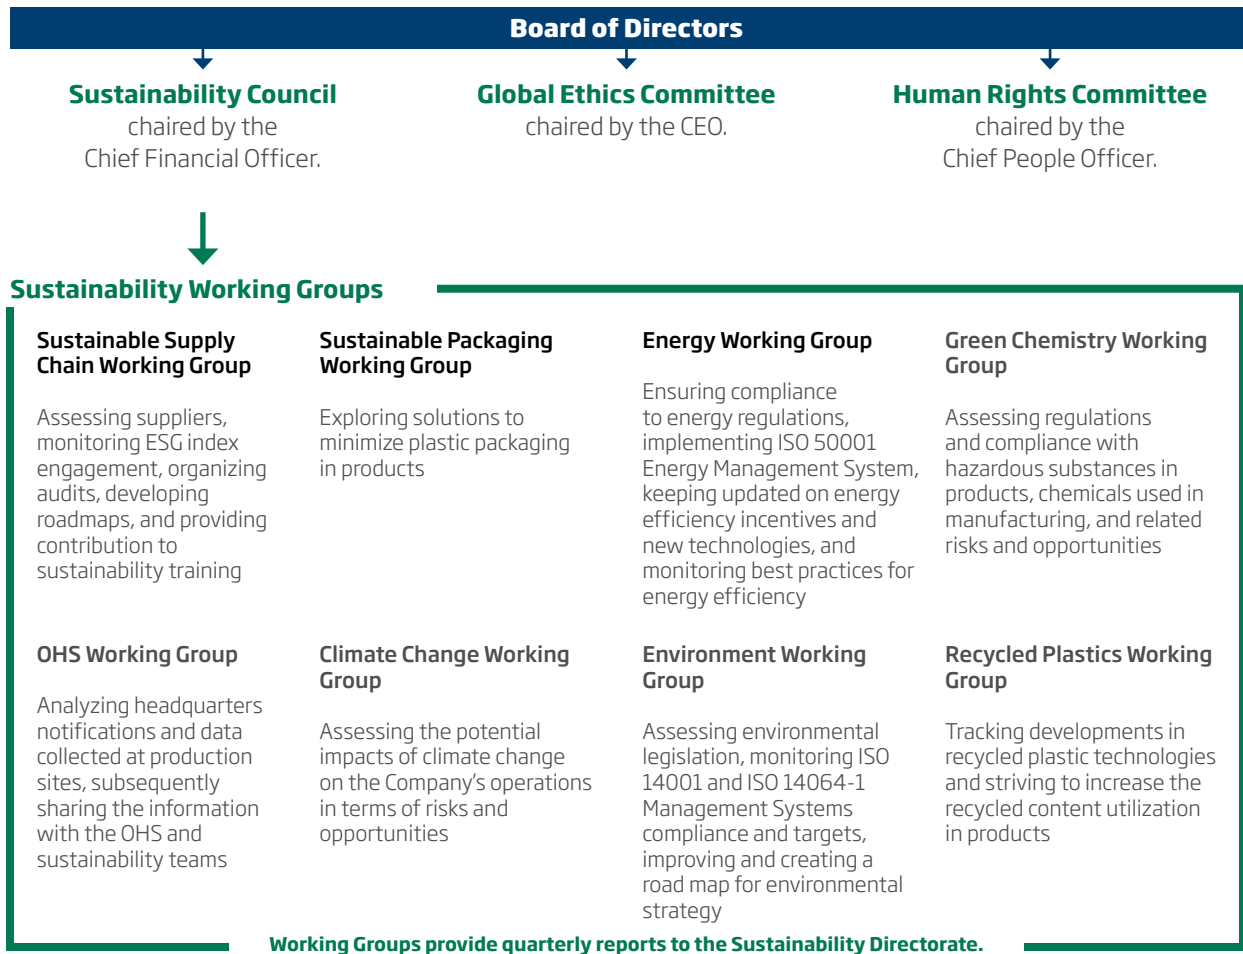 Board of Directors
Sustainability Council
chaired by the
Chief Financial Officer.
Global Ethics Committee
chaired by the CEO.
Human Rights Committee
chaired by the
Chief People Officer.
Sustainability Working Groups
Sustainable Supply
Chain Working Group
Assessing suppliers,
monitoring ESG index
engagement, organizing
audits, developing
roadmaps, and providing
contribution to
sustainability training
Sustainable Packaging
Working Group
Exploring solutions to
minimize plastic packaging
in products
Energy Working Group
Ensuring compliance
to energy regulations,
implementing ISO 50001
Energy Management System,
keeping updated on energy
efficiency incentives and
new technologies, and
monitoring best practices for
energy efficiency
Green Chemistry Working
Group
Assessing regulations
and compliance with
hazardous substances in
products, chemicals used in
manufacturing, and related
risks and opportunities
OHS Working Group
Analyzing headquarters
notifications and data
collected at production
sites, subsequently
sharing the information
with the OHS and
sustainability teams
Climate Change Working
Group
Assessing the potential
impacts of climate change
on the Company's operations
in terms of risks and
opportunities
Environment Working
Group
Assessing environmental
legislation, monitoring ISO
14001 and ISO 14064-1
Management Systems
compliance and targets,
improving and creating a
road map for environmental
strategy
Recycled Plastics Working
Group
Tracking developments in
recycled plastic technologies
and striving to increase the
recycled content utilization
in products
Working Groups provide quarterly reports to the Sustainability Directorate.